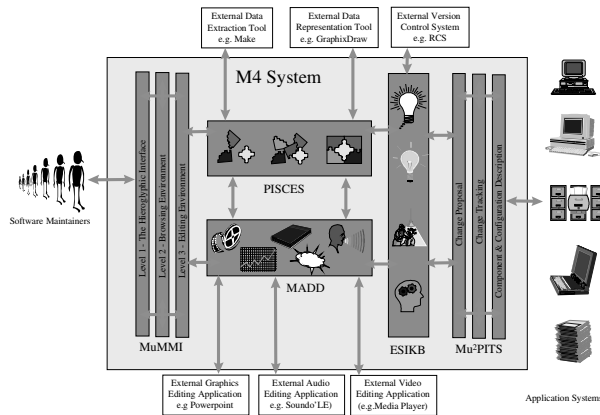 External Data
Extraction Tool
e.g. Make
External Data
Representation Tool
e.g. GraphixDraw
External Version
Control System
e.g. RCS
M4 System
Level 1 - The Hieroglyphic Interface
Level 2 - Browsing Environment
Level 3 - Editing Environment
PISCES
MADD
Change Proposal
Change Tracking
Component & Configuration Description
Software Maintainers
MuMMI
ESIKB
Mu²PITS
External Graphics
Editing Application
e.g Powerpoint
External Audio
Editing Application
e.g. Soundo'LE)
External Video
Editing Application
(e.g.Media Player)
Application Systems